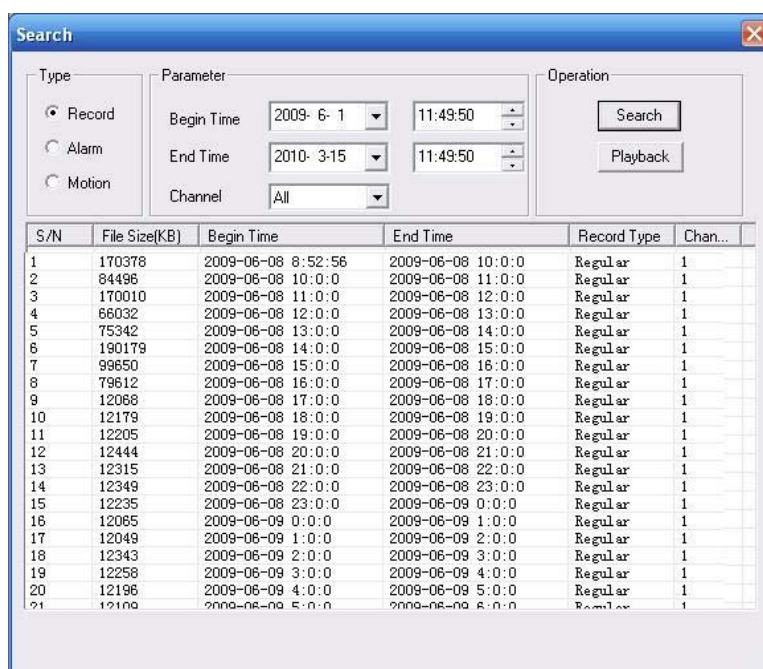 Search
Type
Record
Alarm
Motion
Parameter
Begin Time 2009- 6- 1 11:49:50
End Time 2010- 3-15 11:49:50
Channel All
Operation
Search
Playback
S/N File Size(KB) Begin Time End Time Record Type Chan...
1 170378 2009-06-08 8:52:56 2009-06-08 10:0:0 Regular 1
2 84496 2009-06-08 10:0:0 2009-06-08 11:0:0 Regular 1
3 170010 2009-06-08 11:0:0 2009-06-08 12:0:0 Regular 1
4 66032 2009-06-08 12:0:0 2009-06-08 13:0:0 Regular 1
5 75342 2009-06-08 13:0:0 2009-06-08 14:0:0 Regular 1
6 190179 2009-06-08 14:0:0 2009-06-08 15:0:0 Regular 1
7 99650 2009-06-08 15:0:0 2009-06-08 16:0:0 Regular 1
8 79612 2009-06-08 16:0:0 2009-06-08 17:0:0 Regular 1
9 12068 2009-06-08 17:0:0 2009-06-08 18:0:0 Regular 1
10 12179 2009-06-08 18:0:0 2009-06-08 19:0:0 Regular 1
11 12205 2009-06-08 19:0:0 2009-06-08 20:0:0 Regular 1
12 12444 2009-06-08 20:0:0 2009-06-08 21:0:0 Regular 1
13 12315 2009-06-08 21:0:0 2009-06-08 22:0:0 Regular 1
14 12349 2009-06-08 22:0:0 2009-06-08 23:0:0 Regular 1
15 12235 2009-06-08 23:0:0 2009-06-09 0:0:0 Regular 1
16 12065 2009-06-09 0:0:0 2009-06-09 1:0:0 Regular 1
17 12049 2009-06-09 1:0:0 2009-06-09 2:0:0 Regular 1
18 12343 2009-06-09 2:0:0 2009-06-09 3:0:0 Regular 1
19 12258 2009-06-09 3:0:0 2009-06-09 4:0:0 Regular 1
20 12196 2009-06-09 4:0:0 2009-06-09 5:0:0 Regular 1
21 12109 2009-06-09 5:0:0 2009-06-09 6:0:0 Regular 1